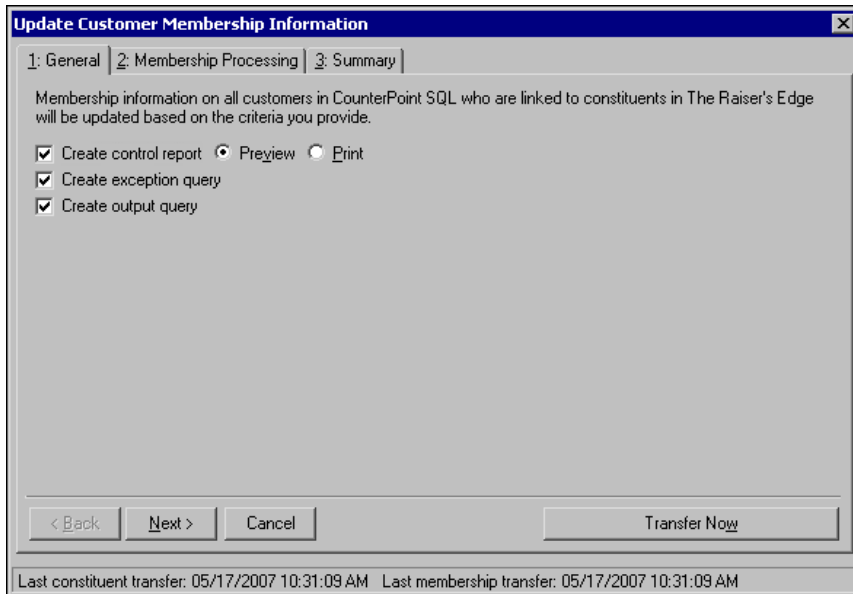 Update Customer Membership Information
1: General 2: Membership Processing 3: Summary
Membership information on all customers in CounterPoint SQL who are linked to constituents in The Raiser's Edge
will be updated based on the criteria you provide.
Create control report Preview Print
Create exception query
Create output query
< Back Next > Cancel Transfer Now
Last constituent transfer: 05/17/2007 10:31:09 AM Last membership transfer: 05/17/2007 10:31:09 AM